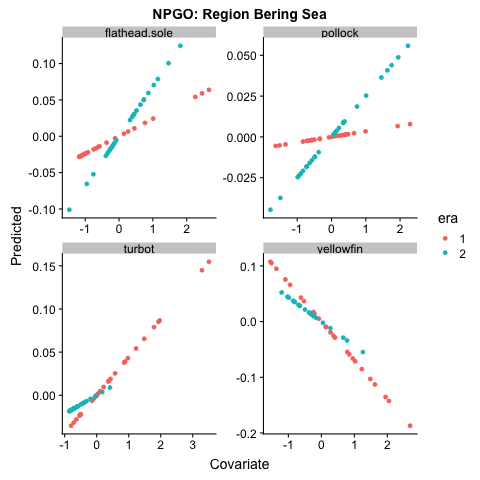 NPGO: Region Bering Sea
flathead.sole
pollock
0.10
0.05
0.00
-0.05
-0.10
-1 0 1 2
0.050
0.025
0.000
-0.025
-1 0 1 2
turbot
yellowfin
0.15
0.10
0.05
0.00
-1 0 1 2 3
0.1
0.0
-0.1
-0.2
-1 0 1 2
Predicted
Covariate
era
1
2